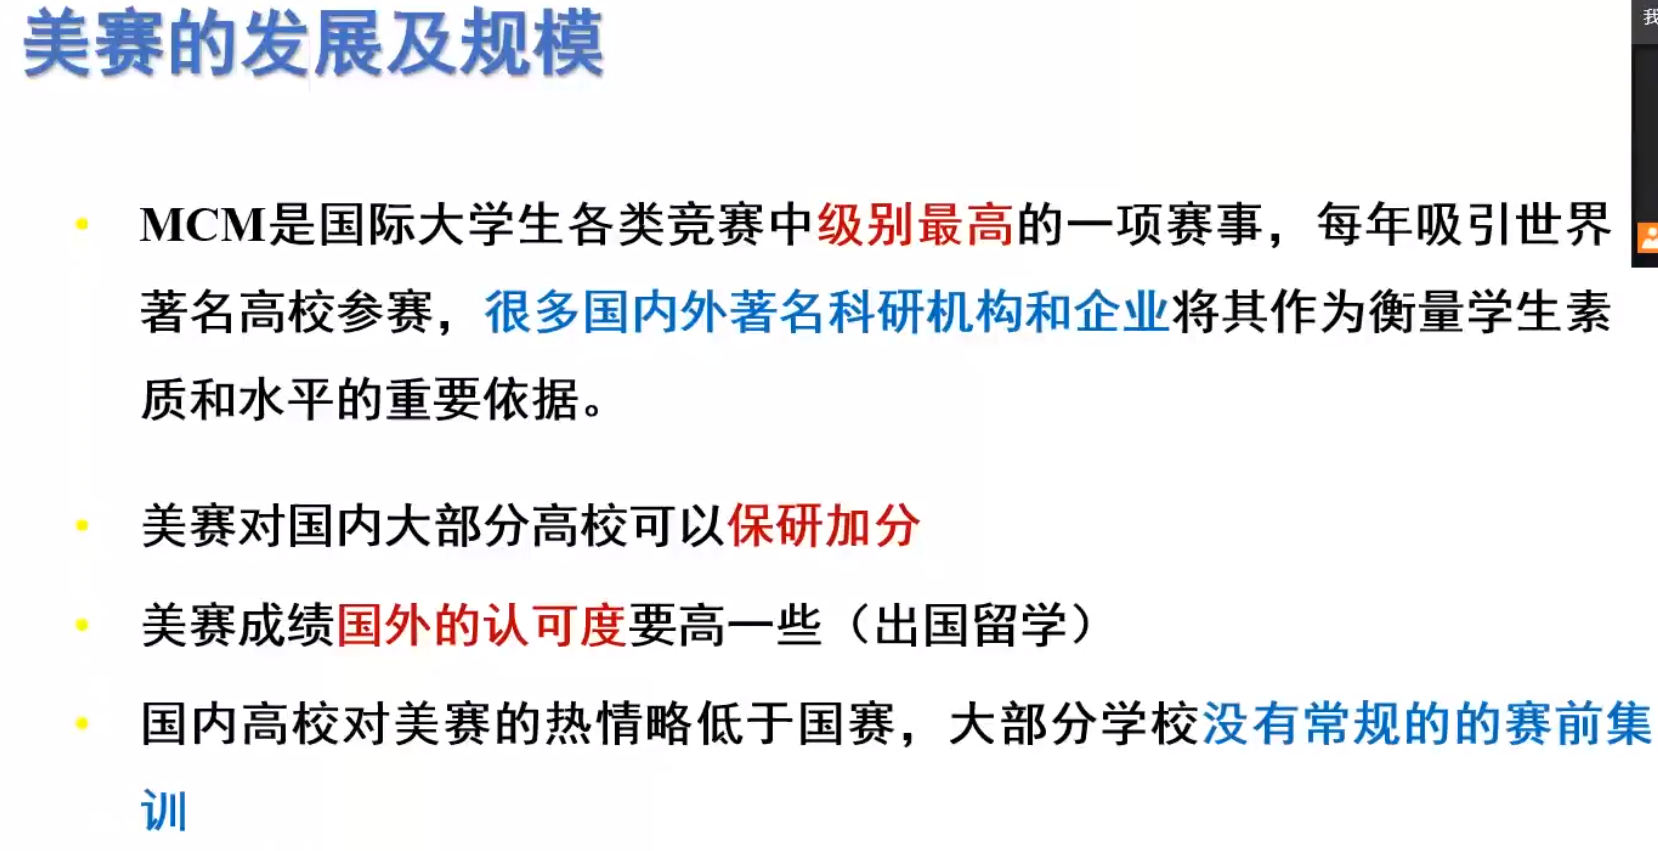 美赛的发展及规模
我
MCM是国际大学生各类竞赛中级别最高的一项赛事，每年吸引世界
著名高校参赛，很多国内外著名科研机构和企业将其作为衡量学生素
质和水平的重要依据。
美赛对国内大部分高校可以保研加分
美赛成绩国外的认可度要高一些（出国留学）
国内高校对美赛的热情略低于国赛，大部分学校没有常规的的赛前集
训